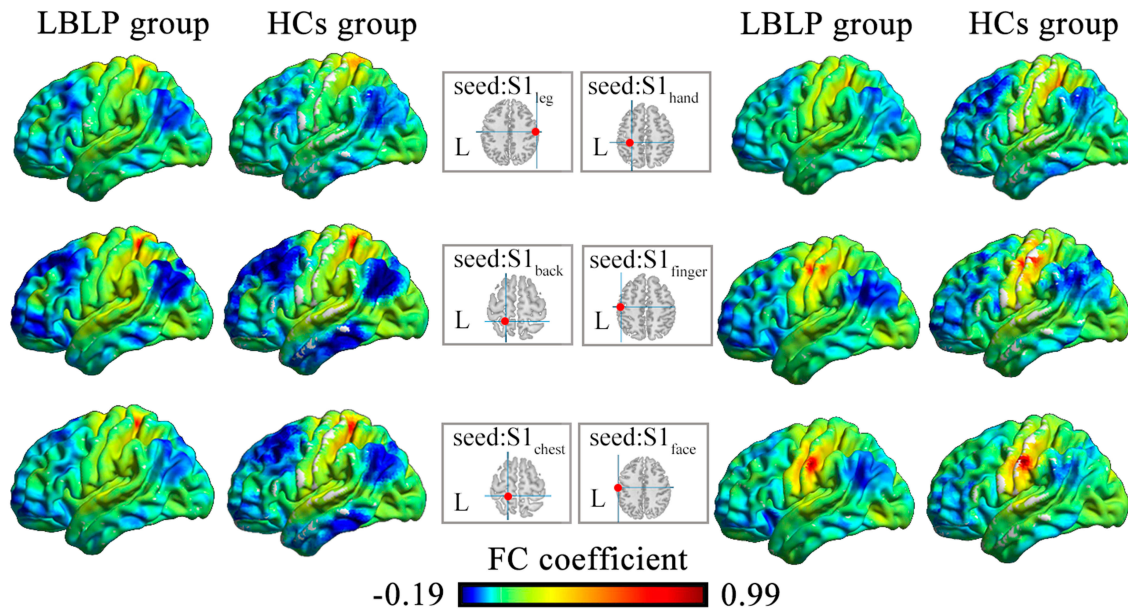 LBLP group HCs group LBLP group HCs group
seed:S1leg seed:S1hand
L L
seed:S1back seed:S1finger
L L
seed:S1chest seed:S1face
L L
FC coefficient
-0.19 0.99